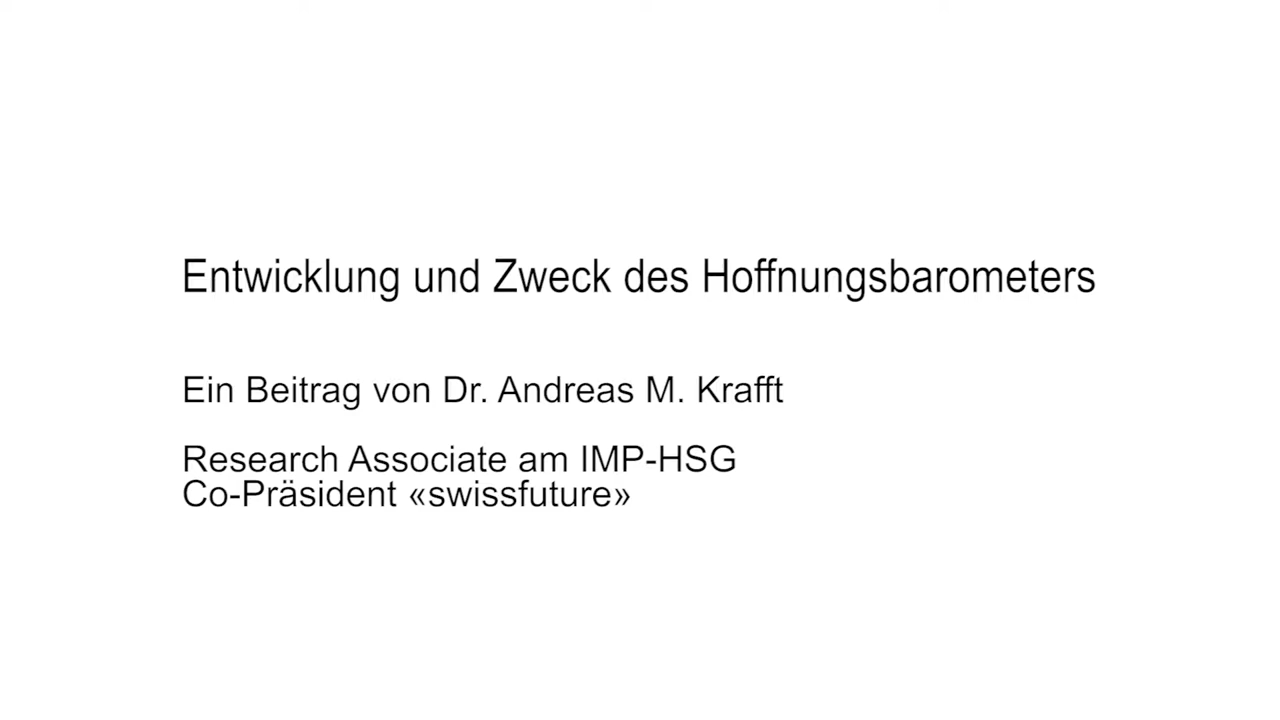 Entwicklung und Zweck des Hoffnungsbarometers
Ein Beitrag von Dr. Andreas M. Krafft
Research Associate am IMP-HSG
Co-Präsident «swissfuture»